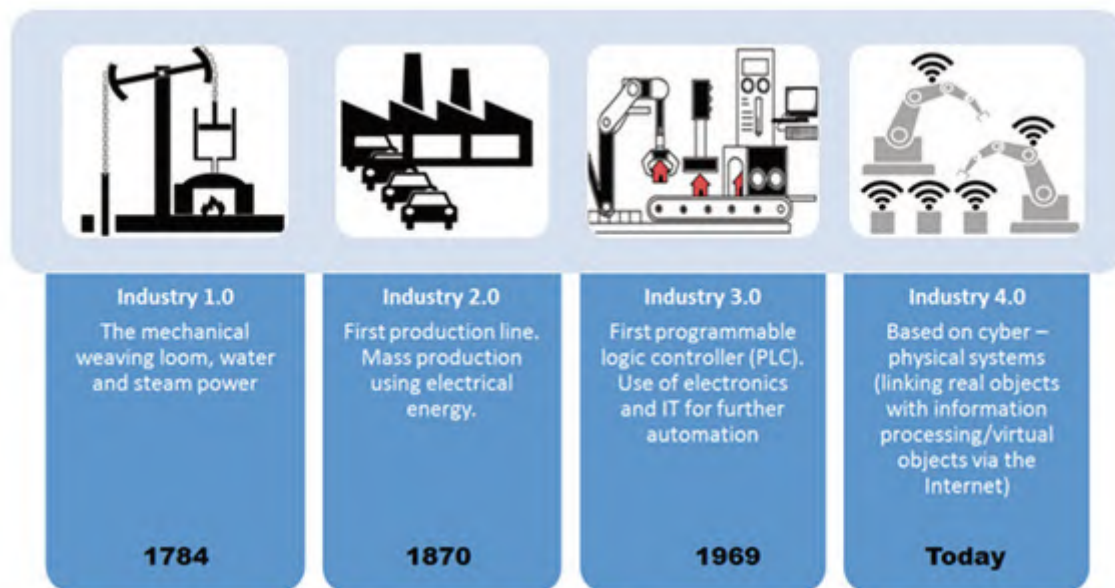 Industry 1.0
The mechanical
weaving loom, water
and steam power
1784
Industry 2.0
First production line.
Mass production
using electrical
energy.
1870
Industry 3.0
First programmable
logic controller (PLC).
Use of electronics
and IT for further
automation
1969
Industry 4.0
Based on cyber –
physical systems
(linking real objects
with information
processing/virtual
objects via the
Internet)
Today